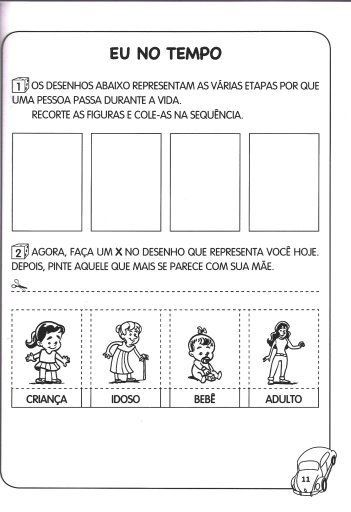 EU NO TEMPO
1 OS DESENHOS ABAIXO REPRESENTAM AS VÁRIAS ETAPAS POR QUE
UMA PESSOA PASSA DURANTE A VIDA.
RECORTE AS FIGURAS E COLE-AS NA SEQUÊNCIA.
2 AGORA, FAÇA UM X NO DESENHO QUE REPRESENTA VOCÊ HOJE.
DEPOIS, PINTE AQUELE QUE MAIS SE PARECE COM SUA MÃE.
CRIANÇA IDOSO BEBÊ ADULTO
11